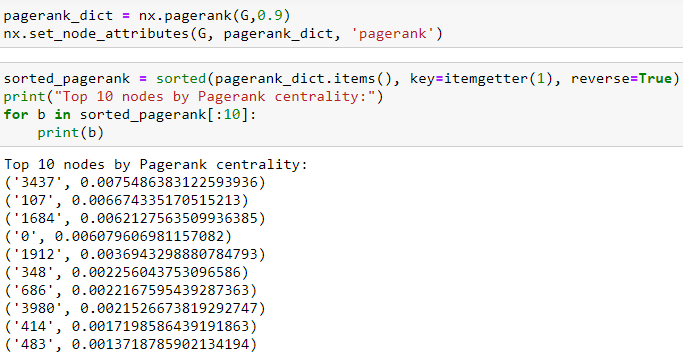 pagerank_dict = nx.pagerank(G,0.9)
nx.set_node_attributes(G, pagerank_dict, 'pagerank')
sorted_pagerank = sorted(pagerank_dict.items(), key=itemgetter(1), reverse=True)
print("Top 10 nodes by Pagerank centrality:")
for b in sorted_pagerank[:10]:
    print(b)
Top 10 nodes by Pagerank centrality:
('3437', 0.0075486383122593936)
('107', 0.006674335170515213)
('1684', 0.0062127563509936385)
('0', 0.006079606981157082)
('1912', 0.0036943298880784793)
('348', 0.002256043753096586)
('686', 0.0022167595439287363)
('3980', 0.0021526673819292747)
('414', 0.0017198586439191863)
('483', 0.0013718785902134194)